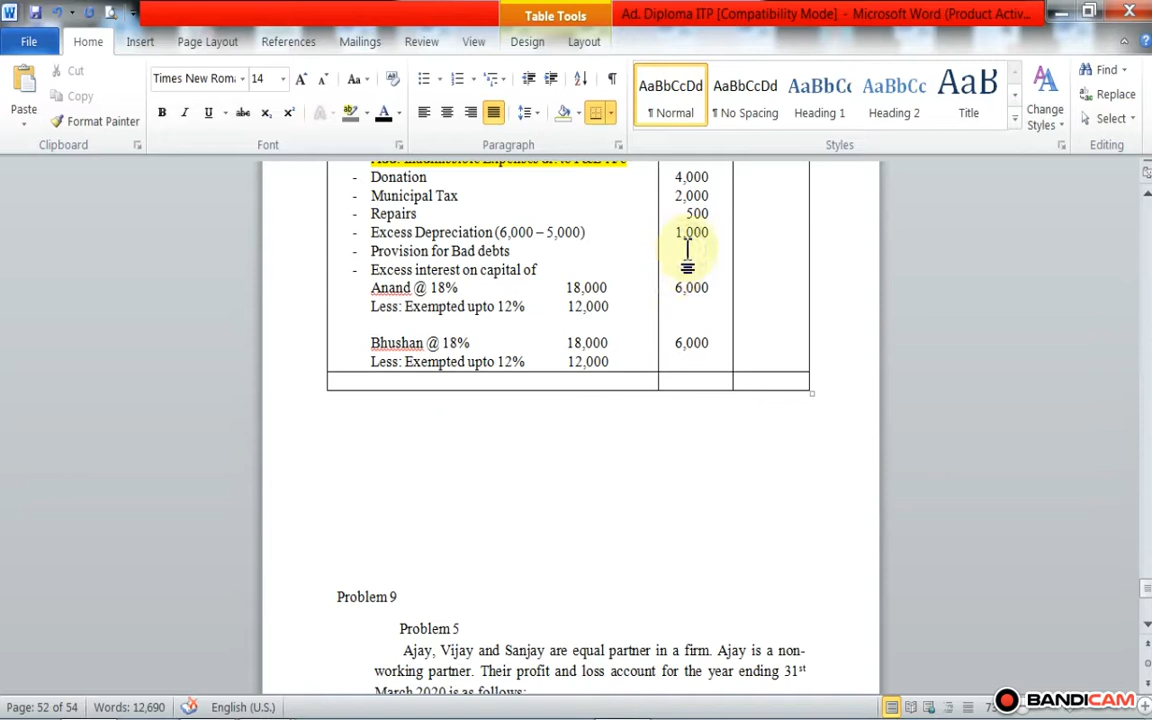 Table Tools
Ad. Diploma ITP [Compatibility Mode] - Microsoft Word (Product Activ...
File
Home
Insert
Page Layout
References
Mailings
Review
View
Design
Layout
Paste
Cut
Copy
Format Painter
Clipboard
Times New Rom
14
Font
Paragraph
AaBbCcDd
¶ Normal
AaBbCcDd
¶ No Spacing
AaBbCc
Heading 1
AaBbCc
Heading 2
AaB
Title
Change Styles
Styles
Find
Replace
Select
Editing
- Donation 4,000
- Municipal Tax 2,000
- Repairs 500
- Excess Depreciation (6,000 – 5,000) 1,000
- Provision for Bad debts
- Excess interest on capital of
Anand @ 18% 18,000 6,000
Less: Exempted upto 12% 12,000
Bhushan @ 18% 18,000 6,000
Less: Exempted upto 12% 12,000
Problem 9
Problem 5
Ajay, Vijay and Sanjay are equal partner in a firm. Ajay is a non-
working partner. Their profit and loss account for the year ending 31st
March 2020 is as follows:
Page: 52 of 54
Words: 12,690
English (U.S.)
BANDICAM